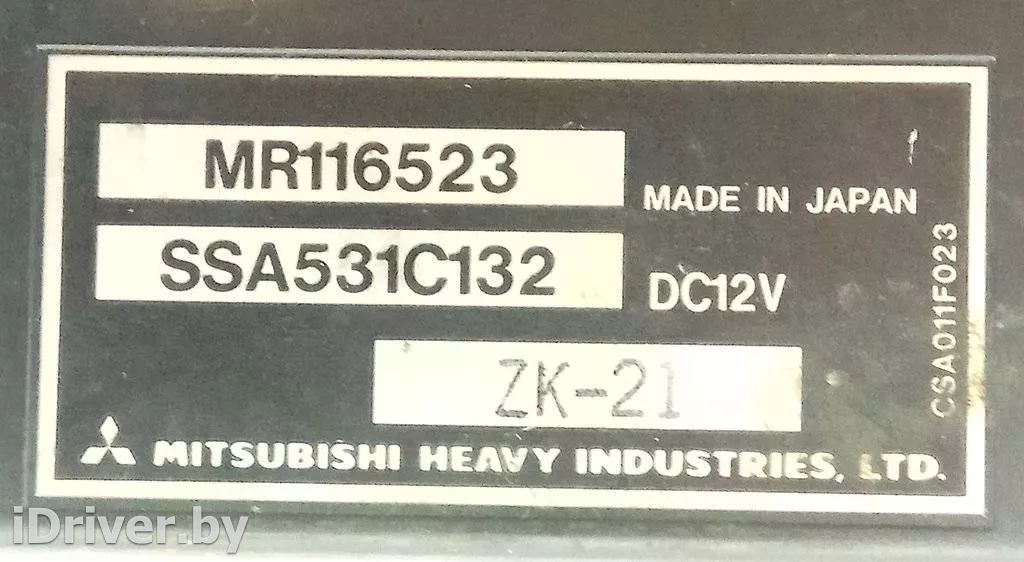 MR116523
MADE IN JAPAN
SSA531C132
DC12V
ZK-21
CSA011F023
MITSUBISHI HEAVY INDUSTRIES, LTD.
iDriver.by